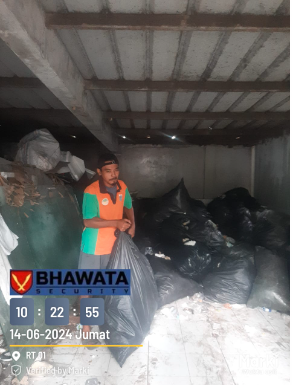 BHAWATA
SECURITY
10 : 22 : 55
14-06-2024 Jumat
RT.01